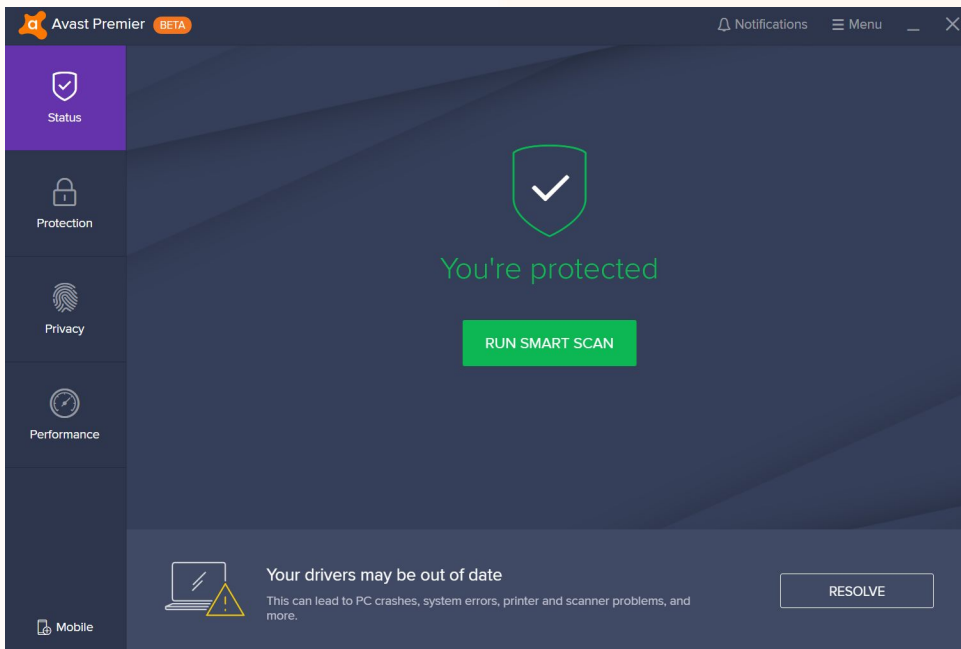 Avast Premier BETA
Notifications
Menu
Status
Protection
Privacy
Performance
Mobile
You're protected
RUN SMART SCAN
Your drivers may be out of date
This can lead to PC crashes, system errors, printer and scanner problems, and
more.
RESOLVE